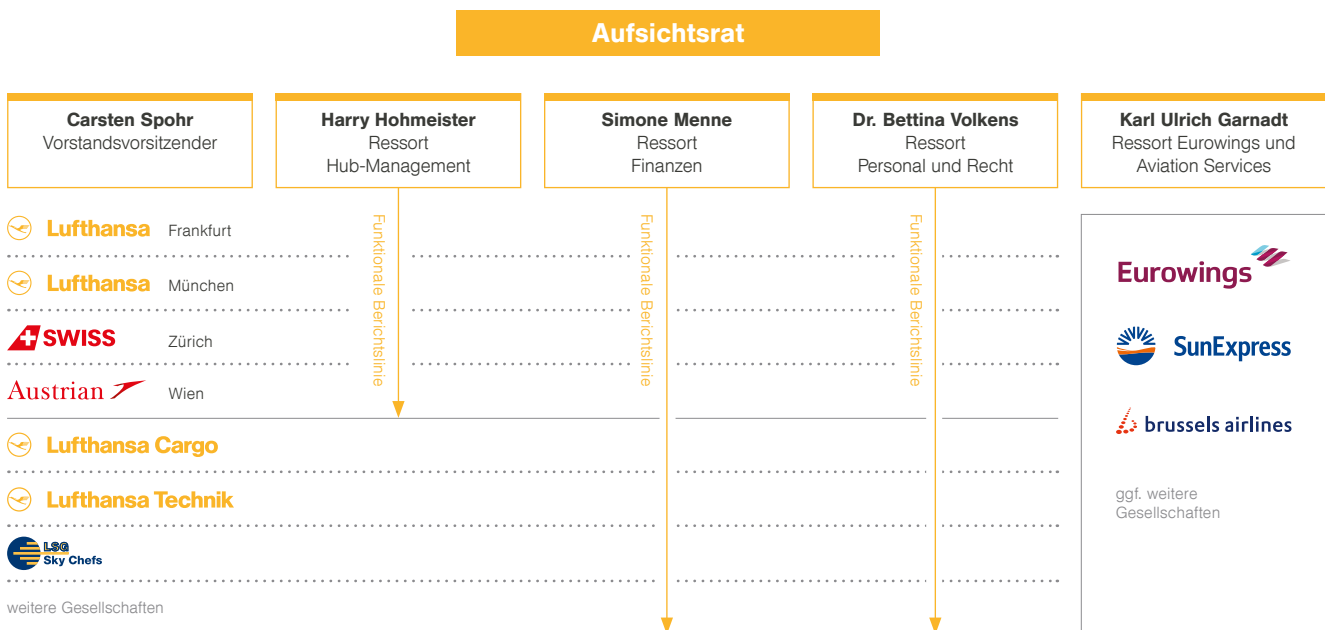 Aufsichtsrat
Carsten Spohr
Vorstandsvorsitzender
Harry Hohmeister
Ressort
Hub-Management
Simone Menne
Ressort
Finanzen
Dr. Bettina Volkens
Ressort
Personal und Recht
Karl Ulrich Garnadt
Ressort Eurowings und
Aviation Services
Funktionale Berichtslinie
Funktionale Berichtslinie
Funktionale Berichtslinie
Lufthansa Frankfurt
Lufthansa München
SWISS Zürich
Austrian Wien
Lufthansa Cargo
Lufthansa Technik
LSG
Sky Chefs
weitere Gesellschaften
Eurowings
SunExpress
brussels airlines
ggf. weitere
Gesellschaften